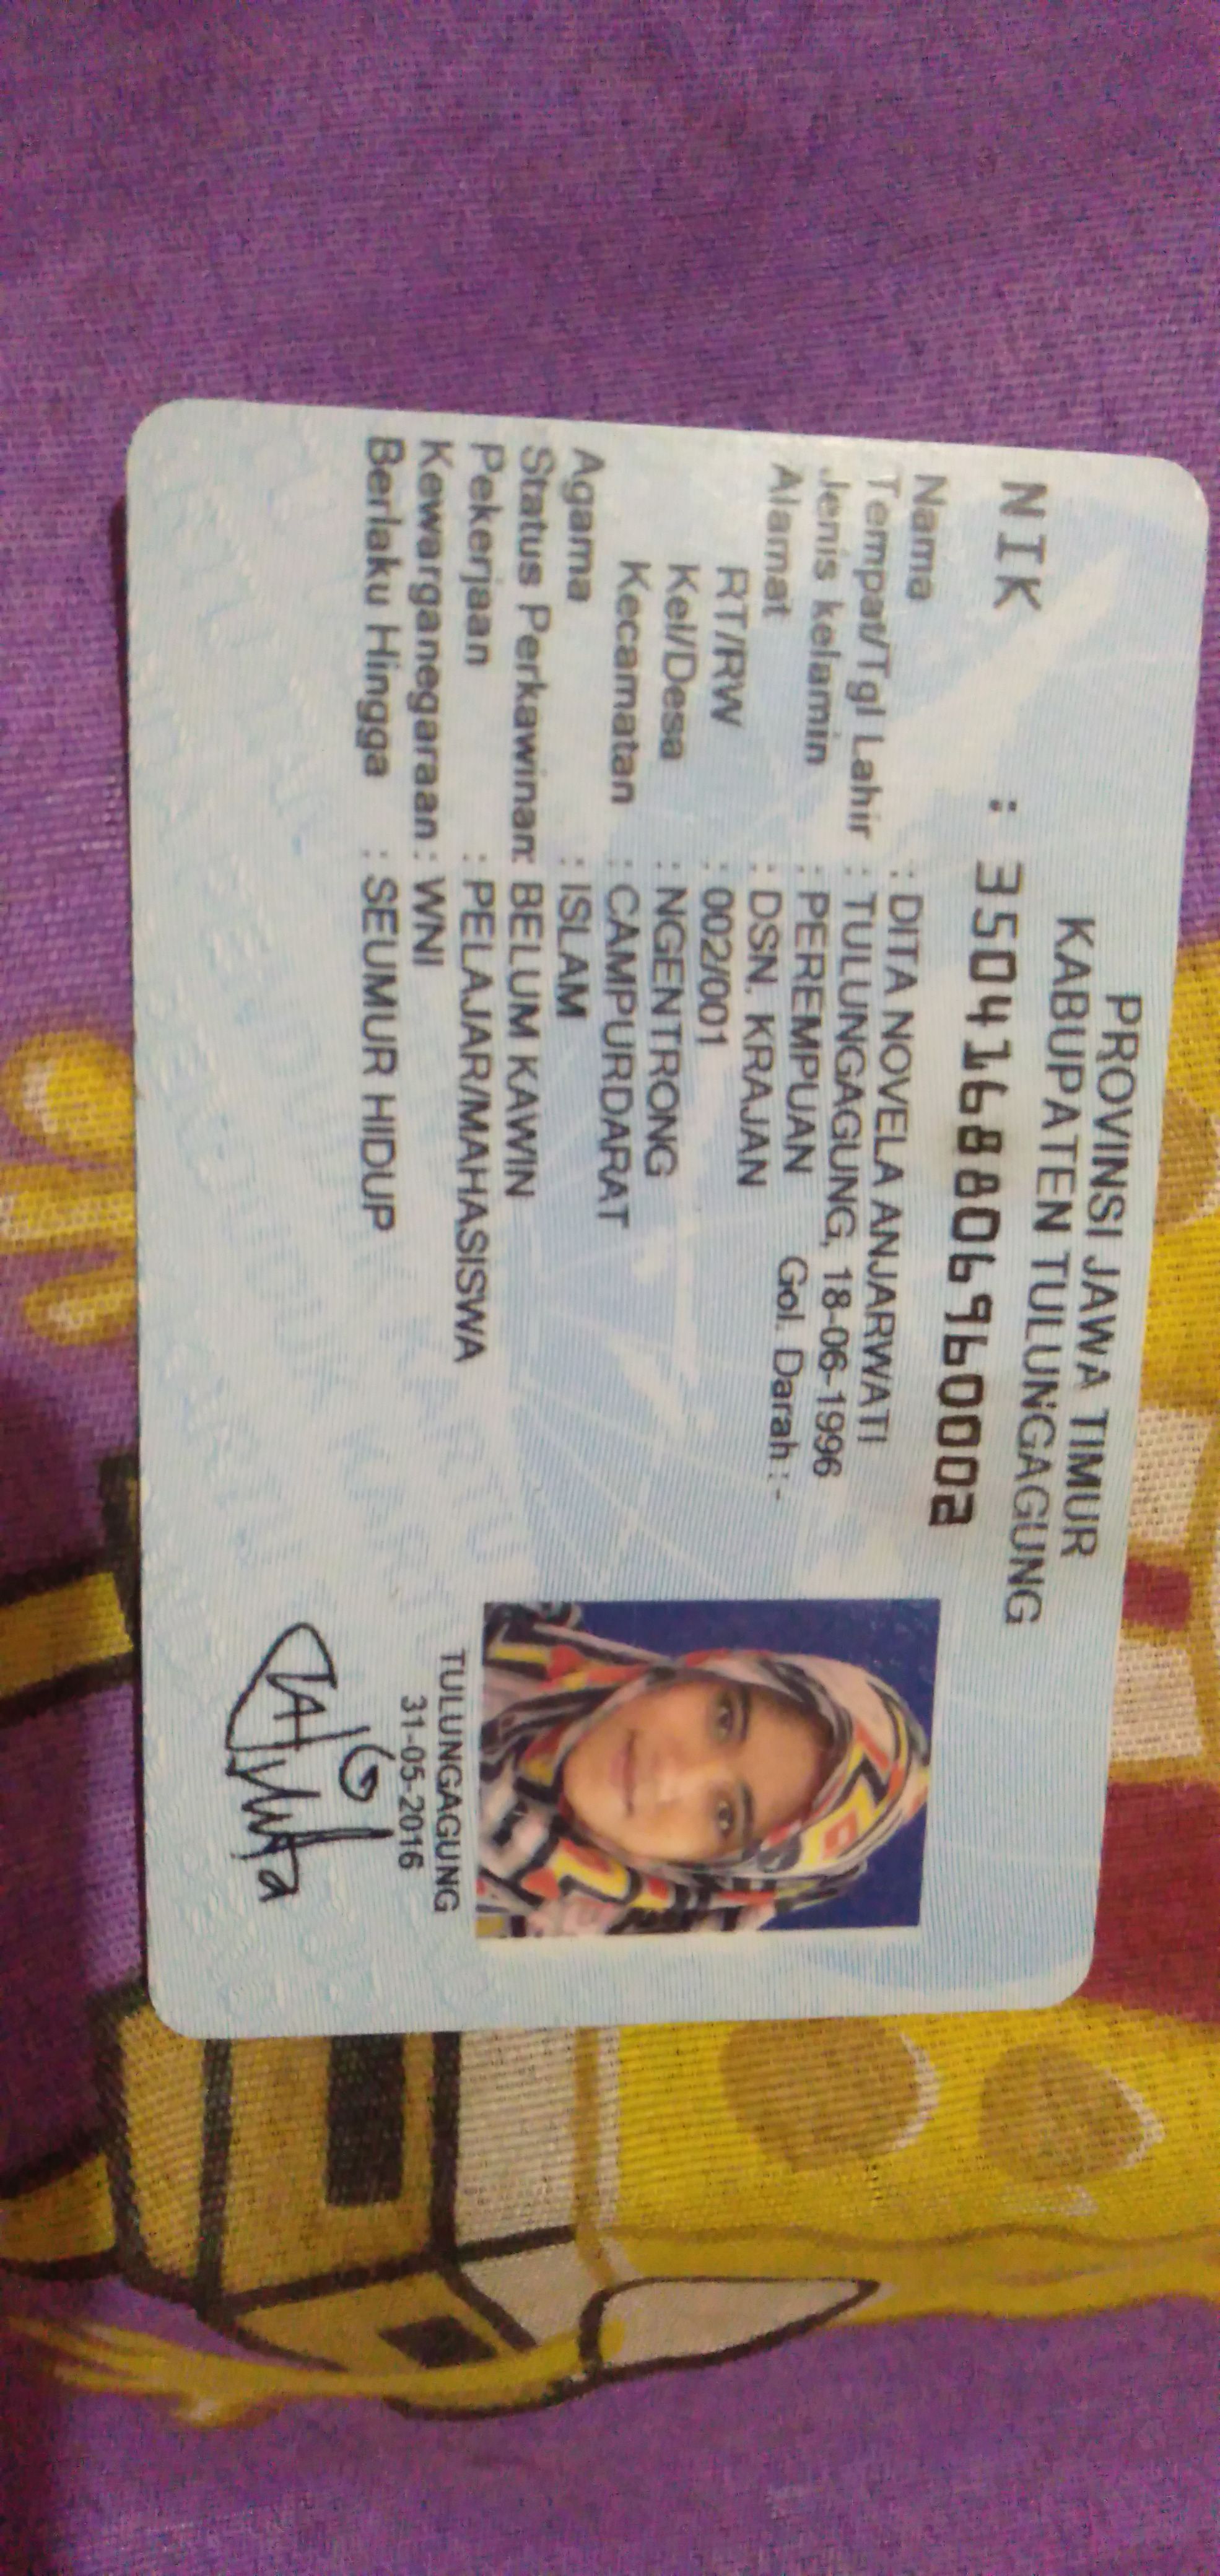 PROVINSI JAWA TIMUR
KABUPATEN TULUNGAGUNG
NIK : 3504168806960002
Nama : DITA NOVELA ANJARWATI
Tempat/Tgl Lahir : TULUNGAGUNG, 18-06-1996
Jenis kelamin : PEREMPUAN Gol. Darah : -
Alamat : DSN. KRAJAN
RT/RW : 002/001
Kel/Desa : NGENTRONG
Kecamatan : CAMPURDARAT
Agama : ISLAM
Status Perkawinan: BELUM KAWIN
Pekerjaan : PELAJAR/MAHASISWA
Kewarganegaraan : WNI
Berlaku Hingga : SEUMUR HIDUP
TULUNGAGUNG
31-05-2016